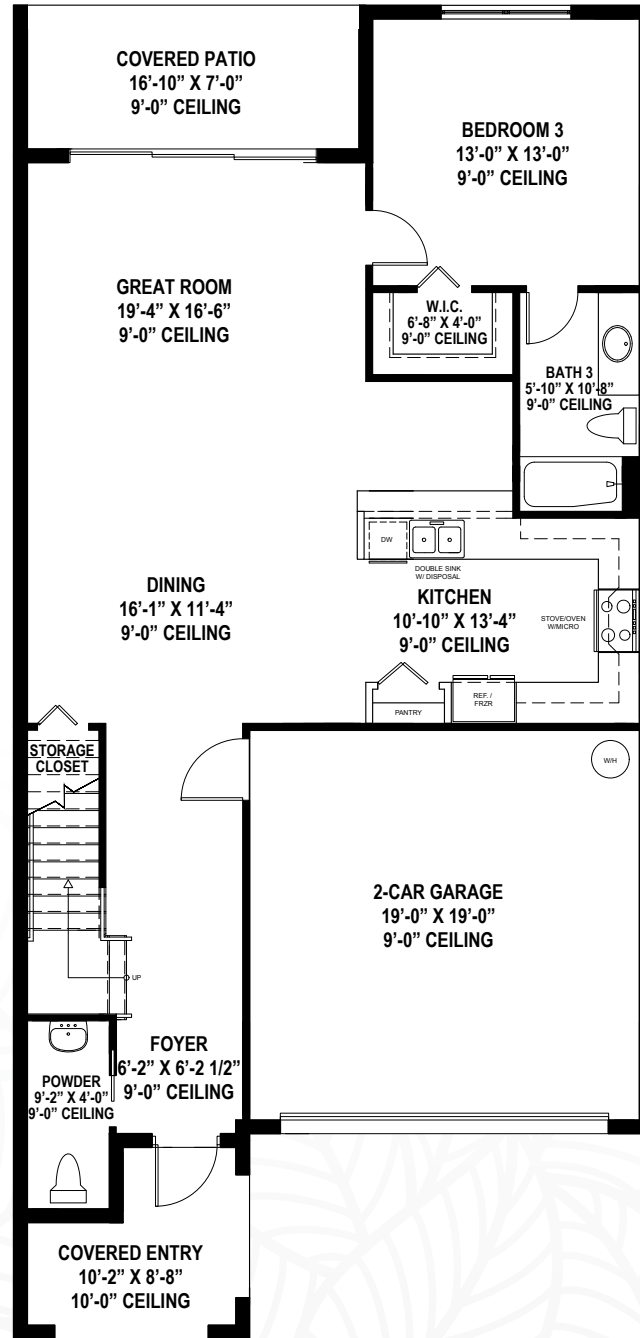 COVERED PATIO
16’-10” X 7’-0”
9’-0” CEILING
BEDROOM 3
13’-0” X 13’-0”
9’-0” CEILING
GREAT ROOM
19’-4” X 16’-6”
9’-0” CEILING
W.I.C.
6’-8” X 4’-0”
9’-0” CEILING
BATH 3
5’-10” X 10’-8”
9’-0” CEILING
DW
DOUBLE SINK
W/ DISPOSAL
DINING
16’-1” X 11’-4”
9’-0” CEILING
KITCHEN
10’-10” X 13’-4”
9’-0” CEILING
STOVE/OVEN
W/MICRO
PANTRY
REF. /
FRZR
STORAGE
CLOSET
W/H
2-CAR GARAGE
19’-0” X 19’-0”
9’-0” CEILING
UP
FOYER
6’-2” X 6’-2 1/2”
9’-0” CEILING
POWDER
9’-2” X 4’-0”
9’-0” CEILING
COVERED ENTRY
10’-2” X 8’-8”
10’-0” CEILING